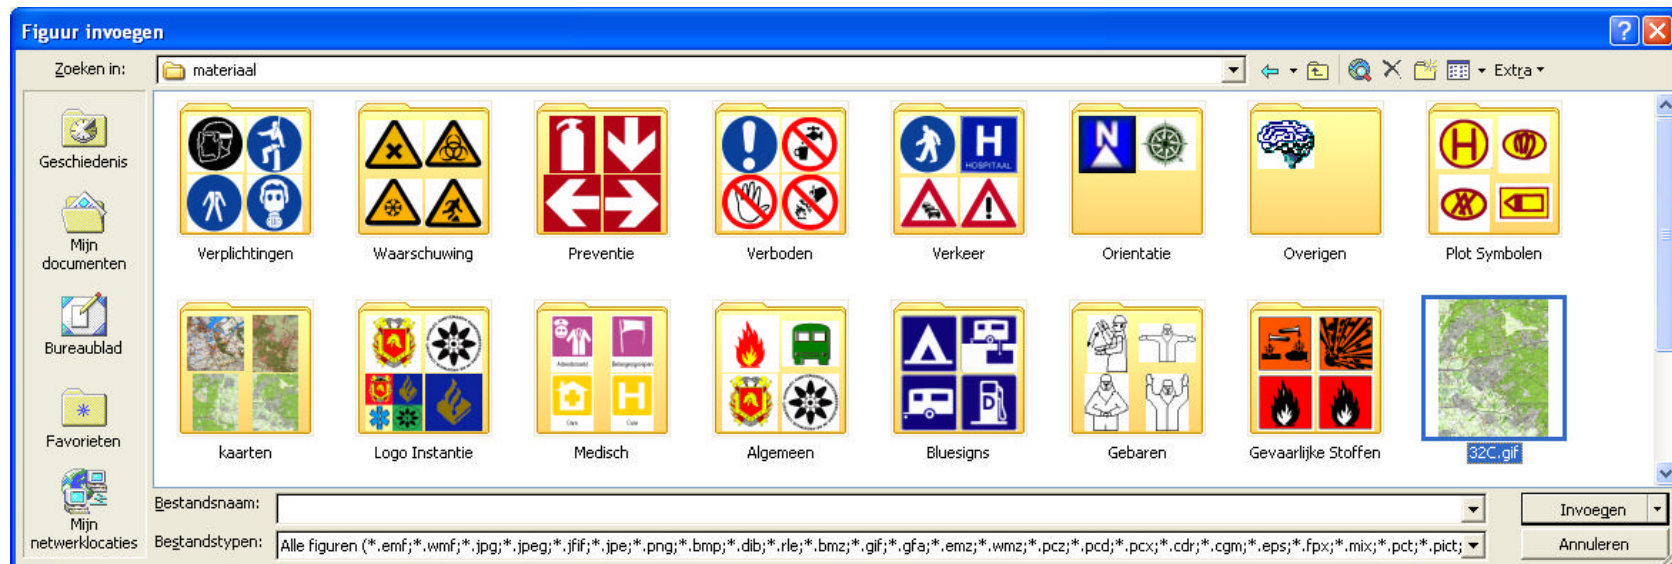 Figuur invoegen
Zoeken in:
materiaal
Extra
Geschiedenis
Mijn
documenten
Bureaublad
Favorieten
Mijn
netwerklocaties
HOSPITAAL
Verplichtingen
Waarschuwing
Preventie
Verboden
Verkeer
Orientatie
Overigen
Plot Symbolen
kaarten
Logo Instantie
Medisch
Algemeen
Bluesigns
Gebaren
Gevaarlijke Stoffen
32C.gif
Bestandsnaam:
Invoegen
Bestandstypen:
Alle figuren (*.emf;*.wmf;*.jpg;*.jpeg;*.jfif;*.jpe;*.png;*.bmp;*.dib;*.rle;*.bmz;*.gif;*.gfa;*.emz;*.wmz;*.pcz;*.pcd;*.pcx;*.cdr;*.cgm;*.eps;*.fpx;*.mix;*.pct;*.pict;
Annuleren